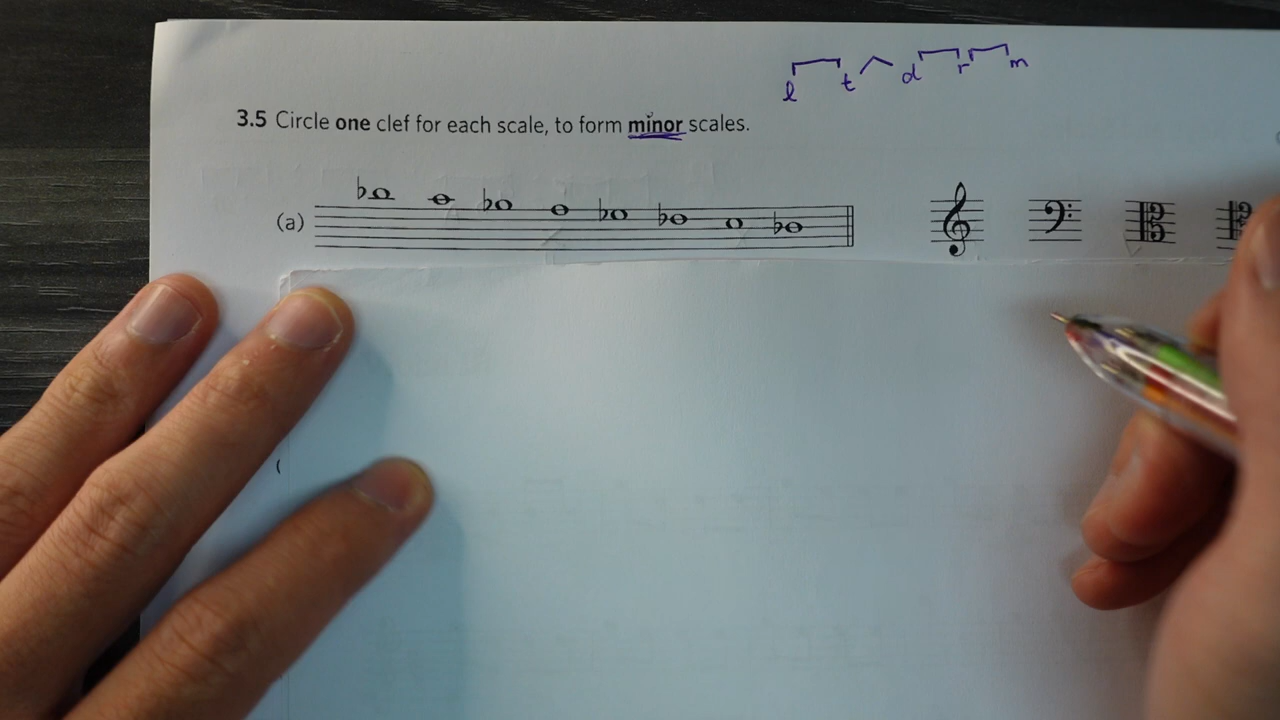 l t d r m
3.5 Circle one clef for each scale, to form minor scales.
(a)
(